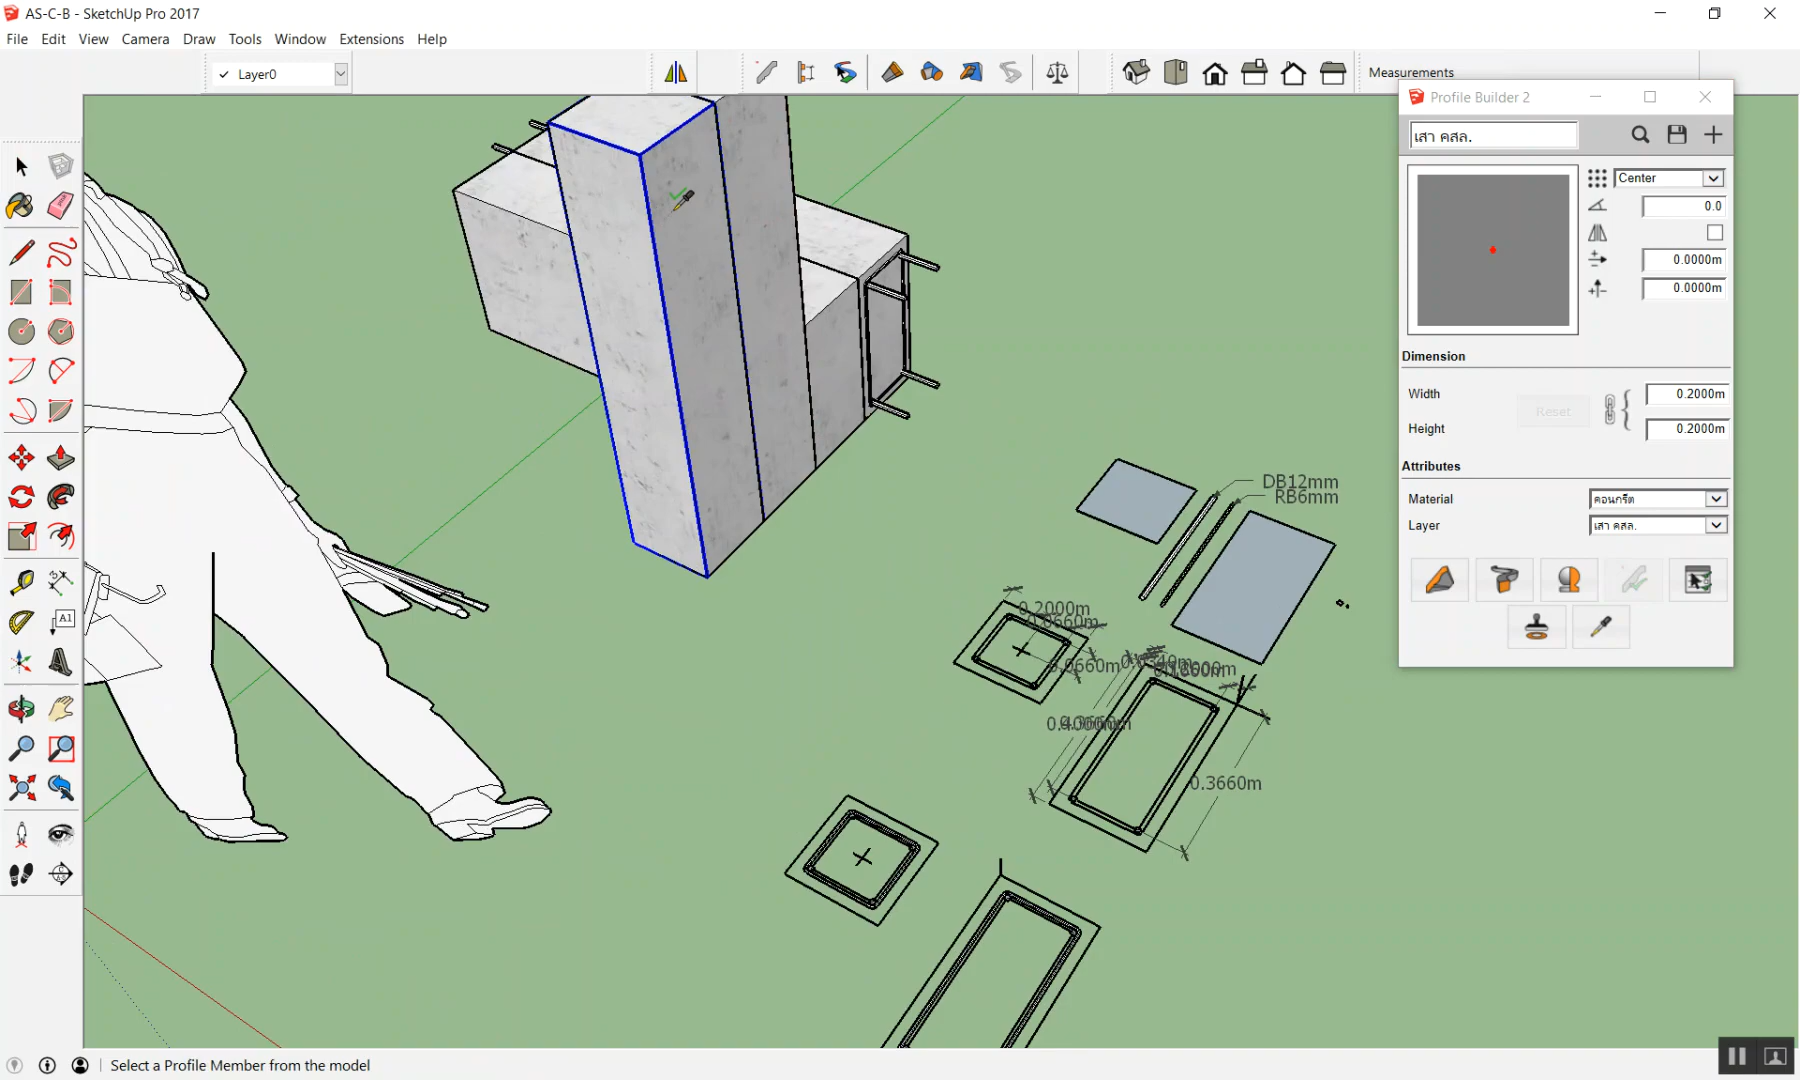 AS-C-B - SketchUp Pro 2017
File Edit View Camera Draw Tools Window Extensions Help
Layer0
Measurements
Profile Builder 2
เสา คสล.
Center
0.0
0.0000m
0.0000m
Dimension
Width 0.2000m
Reset
Height 0.2000m
Attributes
Material คอนกรีต
Layer เสา คสล.
DB12mm
RB6mm
0.2000m
0.0660m
0.3660m
A1
Select a Profile Member from the model